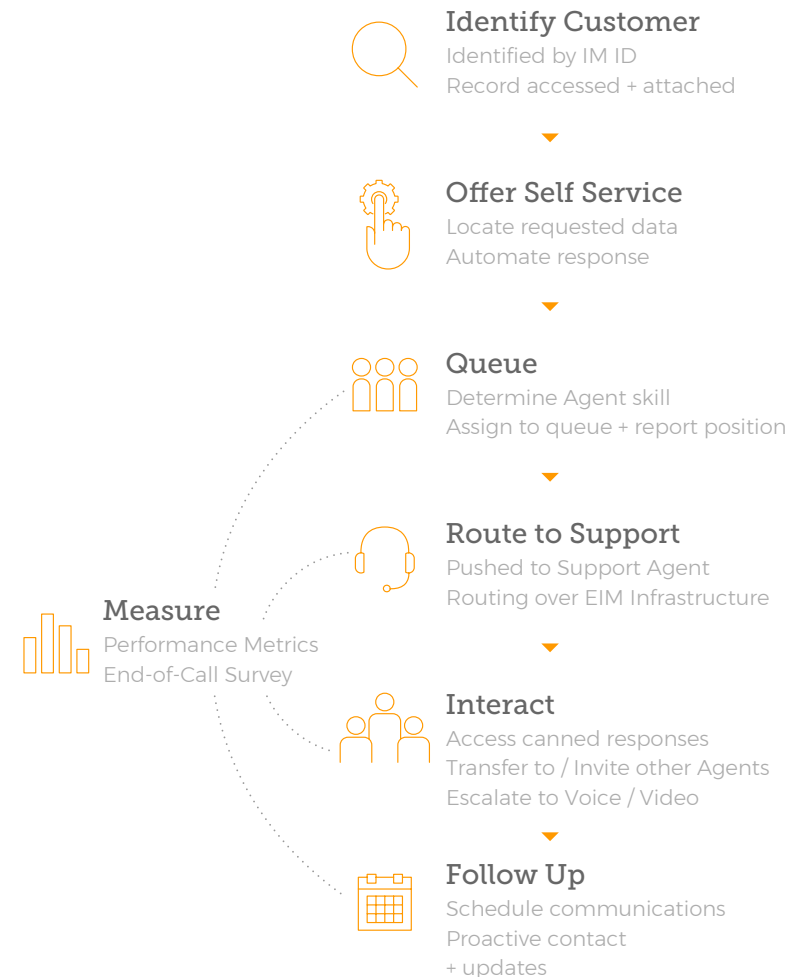 Identify Customer
Identified by IM ID
Record accessed + attached
Offer Self Service
Locate requested data
Automate response
Queue
Determine Agent skill
Assign to queue + report position
Route to Support
Pushed to Support Agent
Routing over EIM Infrastructure
Measure
Performance Metrics
End-of-Call Survey
Interact
Access canned responses
Transfer to / Invite other Agents
Escalate to Voice / Video
Follow Up
Schedule communications
Proactive contact
+ updates